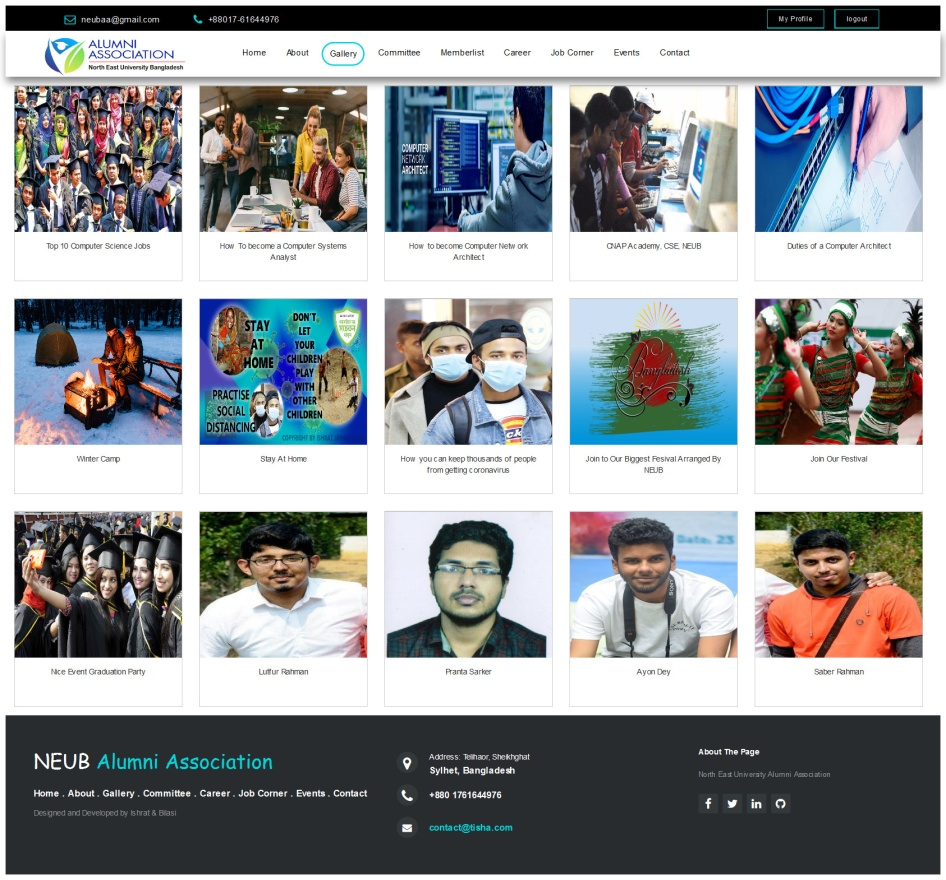 neubaa@gmail.com
+88017-61644976
My Profile
logout
ALUMNI
ASSOCIATION
North East University Bangladesh
Home
About
Gallery
Committee
Memberlist
Career
Job Corner
Events
Contact
COMPUTER
NETWORK
ARCHITECT
Top 10 Computer Science Jobs
How To become a Computer Systems
Analyst
How to become Computer Network
Architect
CNAP Academy, CSE, NEUB
Duties of a Computer Architect
STAY
AT
HOME
DON'T
LET
YOUR
CHILDREN
PLAY
WITH
OTHER
CHILDREN
PRACTISE
SOCIAL
DISTANCING
Bangladesh
Winter Camp
Stay At Home
How you can keep thousands of people
from getting coronavirus
Join to Our Biggest Fesival Arranged By
NEUB
Join Our Festival
Date: 23
Nice Event Graduation Party
Lutfur Rahman
Pranta Sarker
Ayon Dey
Saber Rahman
NEUB Alumni Association
Home . About . Gallery . Committee . Career . Job Corner . Events . Contact
Designed and Developed by Ishrat & Bilasi
Address: Telihaor, Sheikhghat
Sylhet, Bangladesh
+880 1761644976
contact@tisha.com
About The Page
North East University Alumni Association